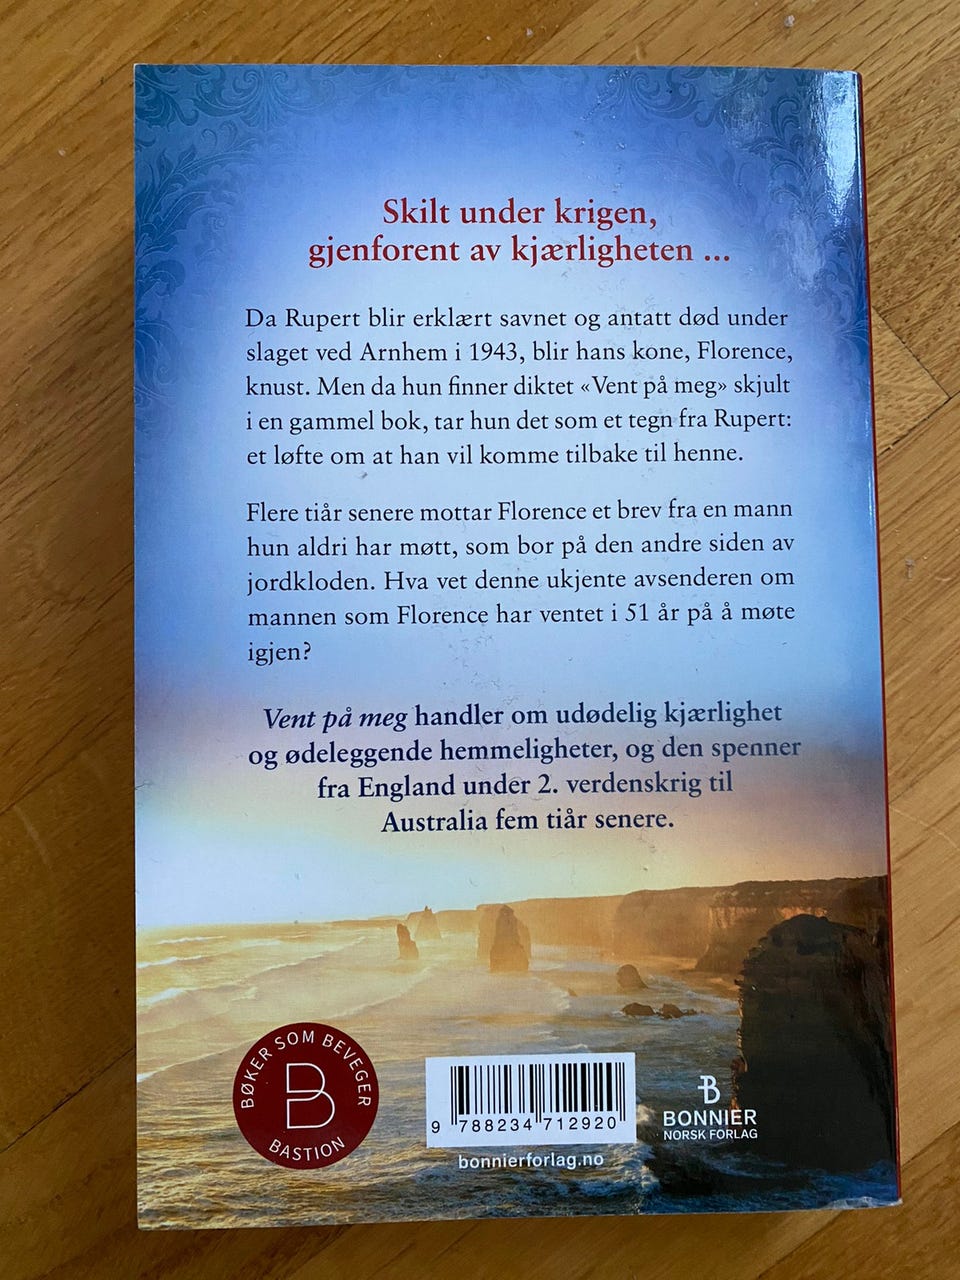 Skilt under krigen,
gjenforent av kjærligheten ...
Da Rupert blir erklært savnet og antatt død under
slaget ved Arnhem i 1943, blir hans kone, Florence,
knust. Men da hun finner diktet «Vent på meg» skjult
i en gammel bok, tar hun det som et tegn fra Rupert:
et løfte om at han vil komme tilbake til henne.
Flere tiår senere mottar Florence et brev fra en mann
hun aldri har møtt, som bor på den andre siden av
jordkloden. Hva vet denne ukjente avsenderen om
mannen som Florence har ventet i 51 år på å møte
igjen?
Vent på meg handler om udødelig kjærlighet
og ødeleggende hemmeligheter, og den spenner
fra England under 2. verdenskrig til
Australia fem tiår senere.
BØKER SOM BEVEGER
B
BASTION
9 788234 712920
bonnierforlag.no
B
BONNIER
NORSK FORLAG